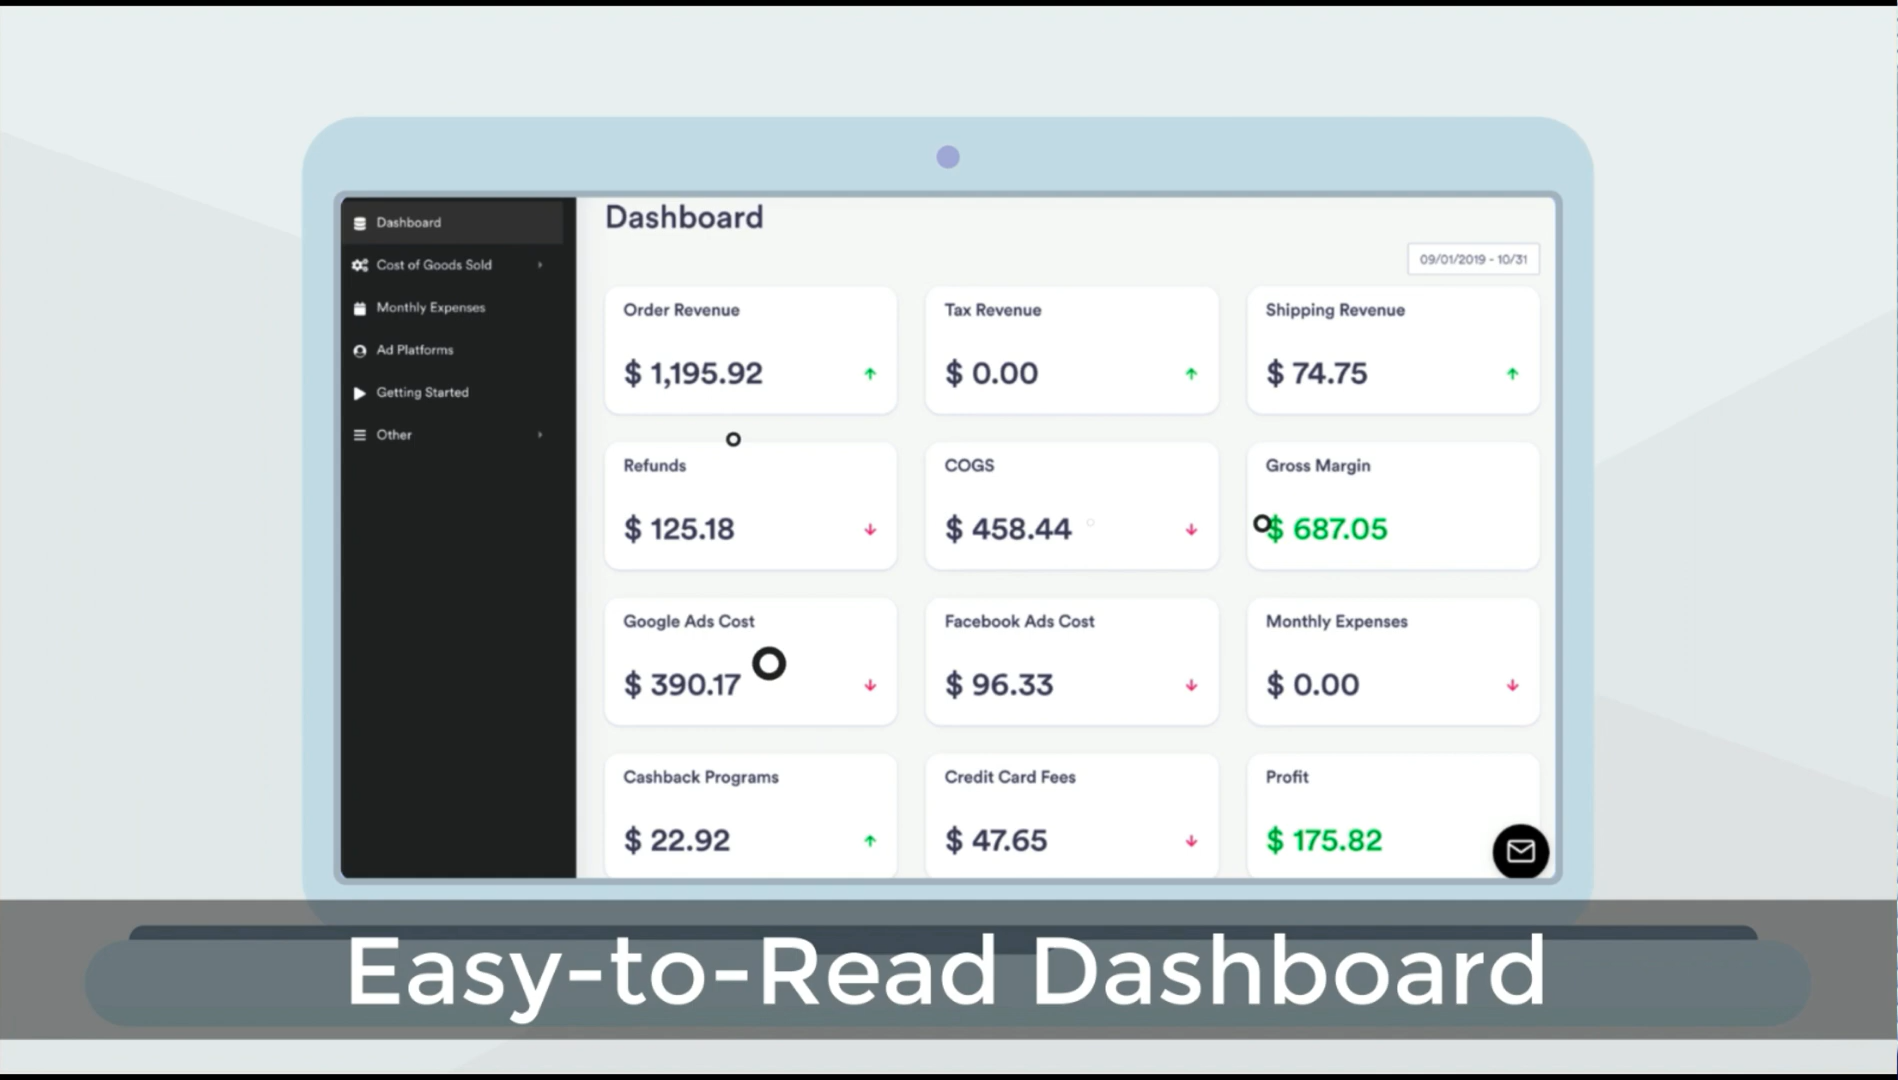 Dashboard
Cost of Goods Sold
Monthly Expenses
Ad Platforms
Getting Started
Other
Dashboard
09/01/2019 - 10/31
Order Revenue
$ 1,195.92
Tax Revenue
$ 0.00
Shipping Revenue
$ 74.75
Refunds
$ 125.18
COGS
$ 458.44
Gross Margin
$ 687.05
Google Ads Cost
$ 390.17
Facebook Ads Cost
$ 96.33
Monthly Expenses
$ 0.00
Cashback Programs
$ 22.92
Credit Card Fees
$ 47.65
Profit
$ 175.82
Easy-to-Read Dashboard